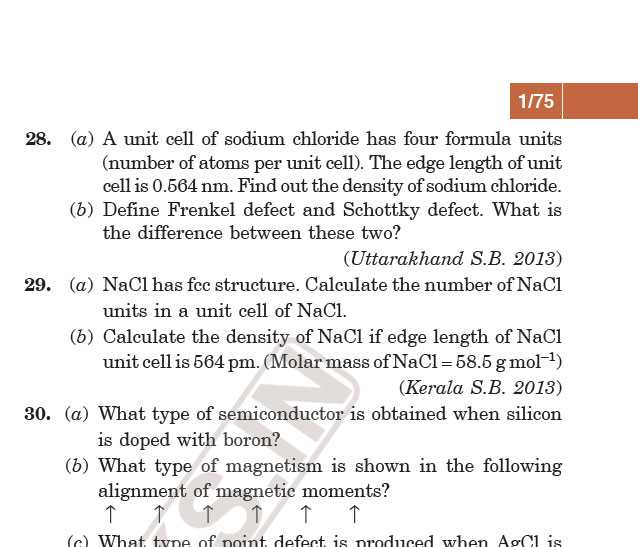 1/75
28. (a) A unit cell of sodium chloride has four formula units
(number of atoms per unit cell). The edge length of unit
cell is 0.564 nm. Find out the density of sodium chloride.
(b) Define Frenkel defect and Schottky defect. What is
the difference between these two?
(Uttarakhand S.B. 2013)
29. (a) NaCl has fcc structure. Calculate the number of NaCl
units in a unit cell of NaCl.
(b) Calculate the density of NaCl if edge length of NaCl
unit cell is 564 pm. (Molar mass of NaCl = 58.5 g mol⁻¹)
(Kerala S.B. 2013)
30. (a) What type of semiconductor is obtained when silicon
is doped with boron?
(b) What type of magnetism is shown in the following
alignment of magnetic moments?
↑ ↑ ↑ ↑ ↑ ↑
(c) What type of point defect is produced when AgCl is